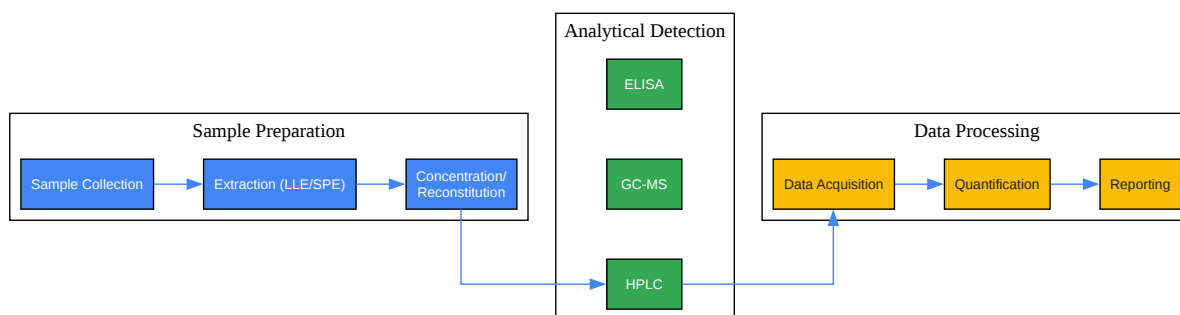 Analytical Detection
ELISA
GC-MS
HPLC
Sample Preparation
Sample Collection
Extraction (LLE/SPE)
Concentration/
Reconstitution
Data Processing
Data Acquisition
Quantification
Reporting